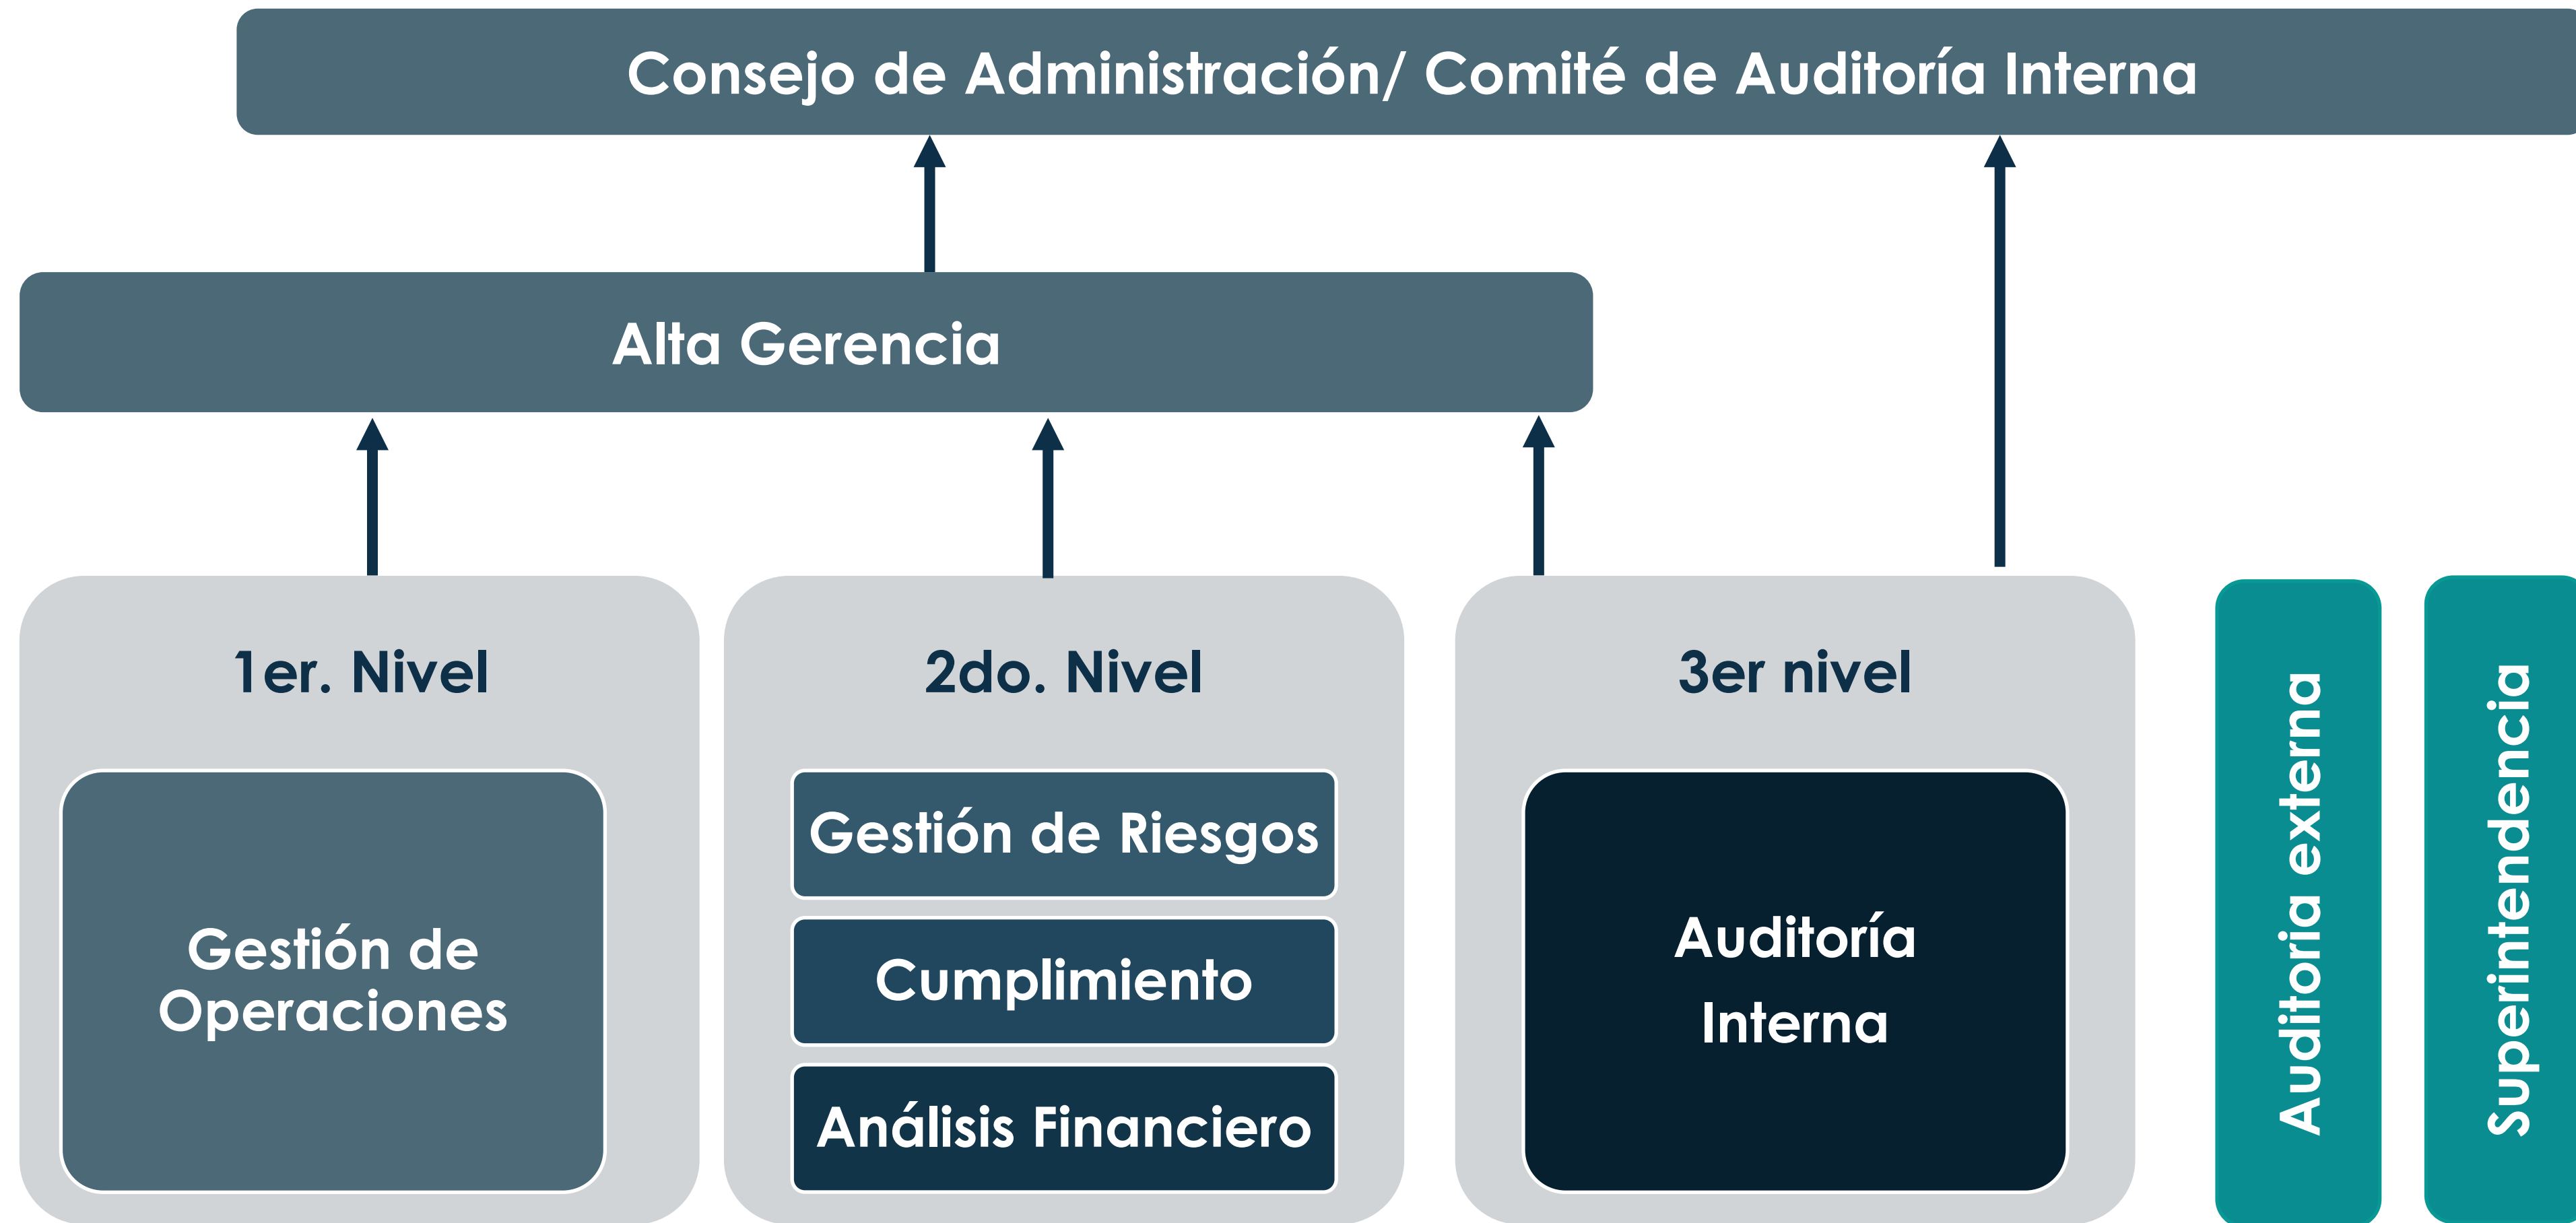 Consejo de Administración/ Comité de Auditoría Interna
Alta Gerencia
1er. Nivel
Gestión de
Operaciones
2do. Nivel
Gestión de Riesgos
Cumplimiento
Análisis Financiero
3er nivel
Auditoría
Interna
Auditoria externa
Superintendencia